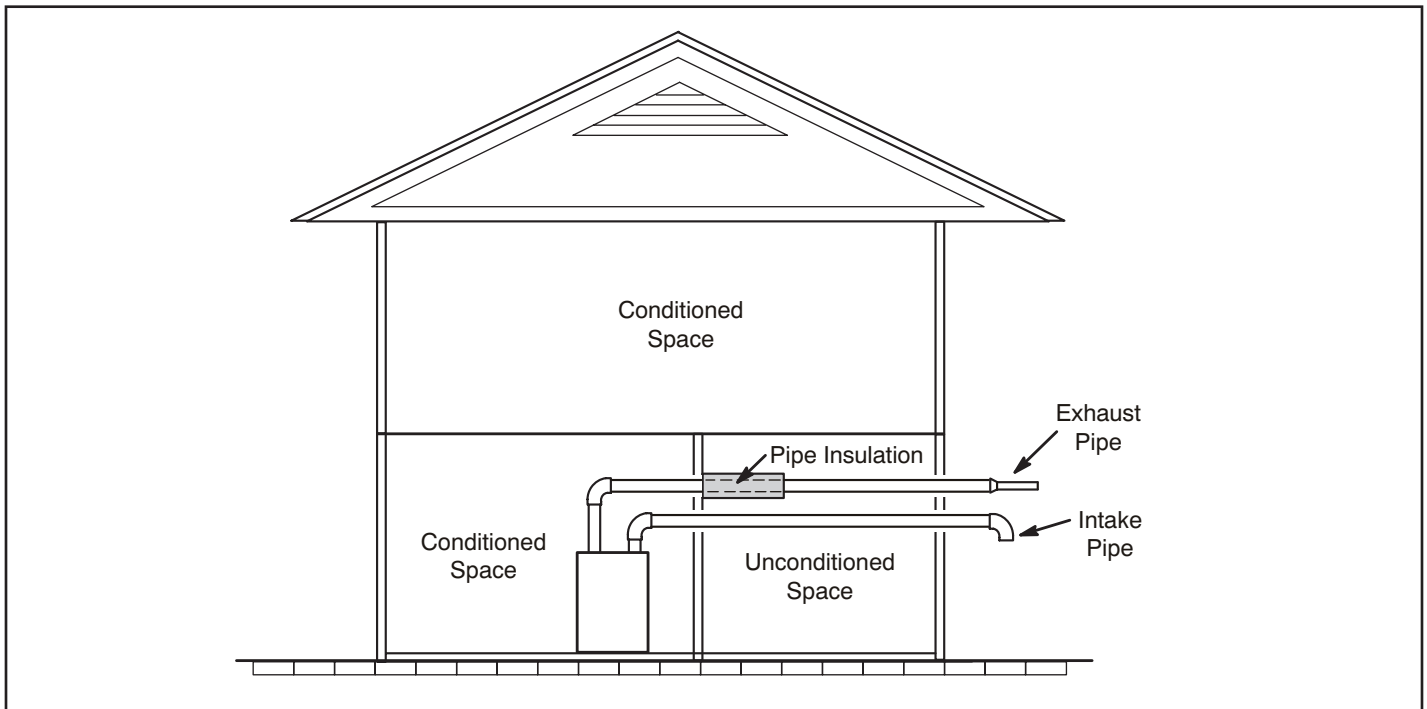 Conditioned
Space
Exhaust
Pipe
Pipe Insulation
Intake
Pipe
Conditioned
Space
Unconditioned
Space